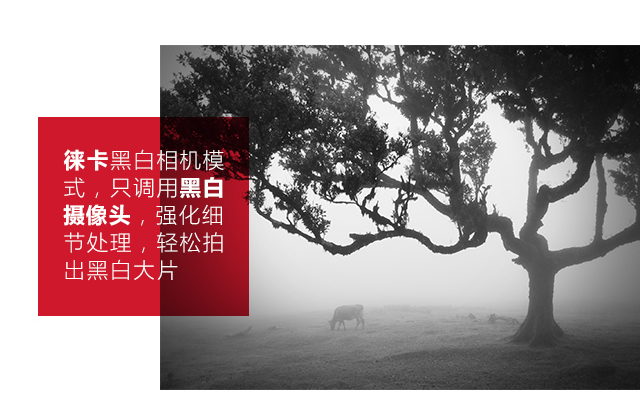 徕卡黑白相机模
式，只调用黑白
摄像头，强化细
节处理，轻松拍
出黑白大片